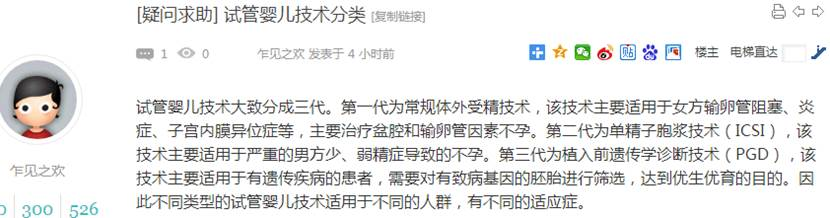 [疑问求助] 试管婴儿技术分类 [复制链接]
1 0 乍见之欢 发表于 4 小时前 楼主 电梯直达
试管婴儿技术大致分成三代。第一代为常规体外受精技术，该技术主要适用于女方输卵管阻塞、炎
症、子宫内膜异位症等，主要治疗盆腔和输卵管因素不孕。第二代为单精子胞浆技术（ICSI），该
技术主要适用于严重的男方少、弱精症导致的不孕。第三代为植入前遗传学诊断技术（PGD），该
技术主要适用于有遗传疾病的患者，需要对有致病基因的胚胎进行筛选，达到优生优育的目的。因
此不同类型的试管婴儿技术适用于不同的人群，有不同的适应症。
乍见之欢
0 300 526